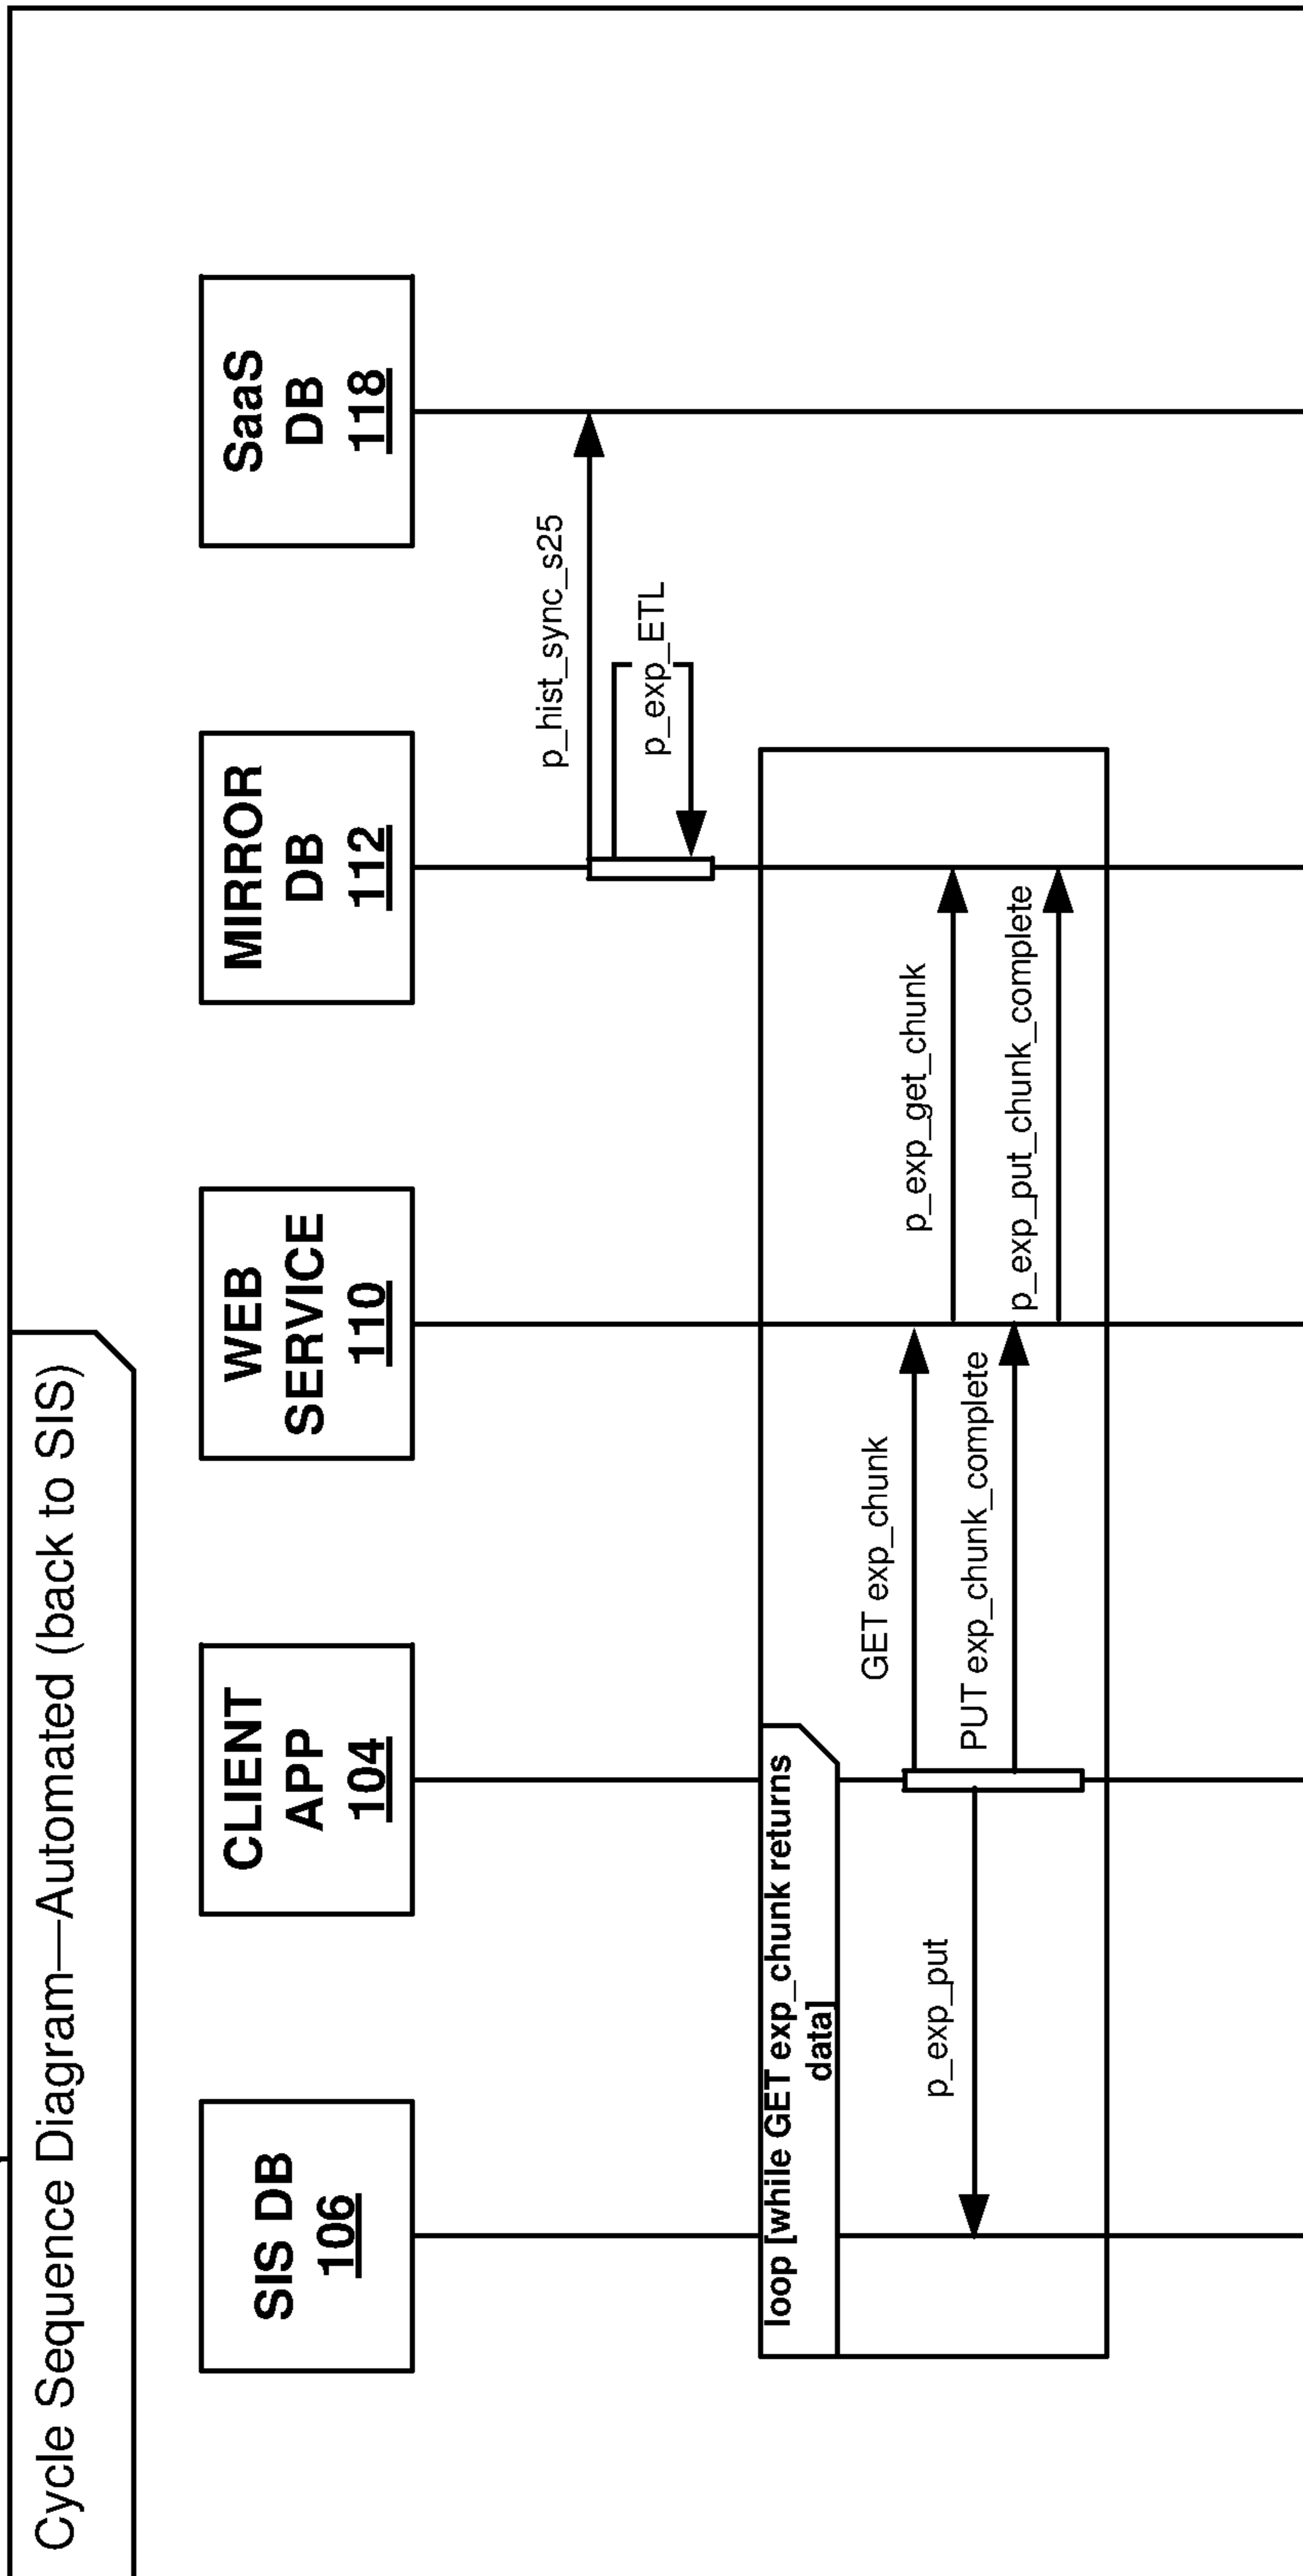 Cycle Sequence Diagram—Automated (back to SIS)
SIS DB
106
CLIENT
APP
104
WEB
SERVICE
110
MIRROR
DB
112
SaaS
DB
118
p_hist_sync_s25
p_exp_ETL
loop [while GET exp_chunk returns
data]
GET exp_chunk
p_exp_get_chunk
p_exp_put
PUT exp_chunk_complete
p_exp_put_chunk_complete